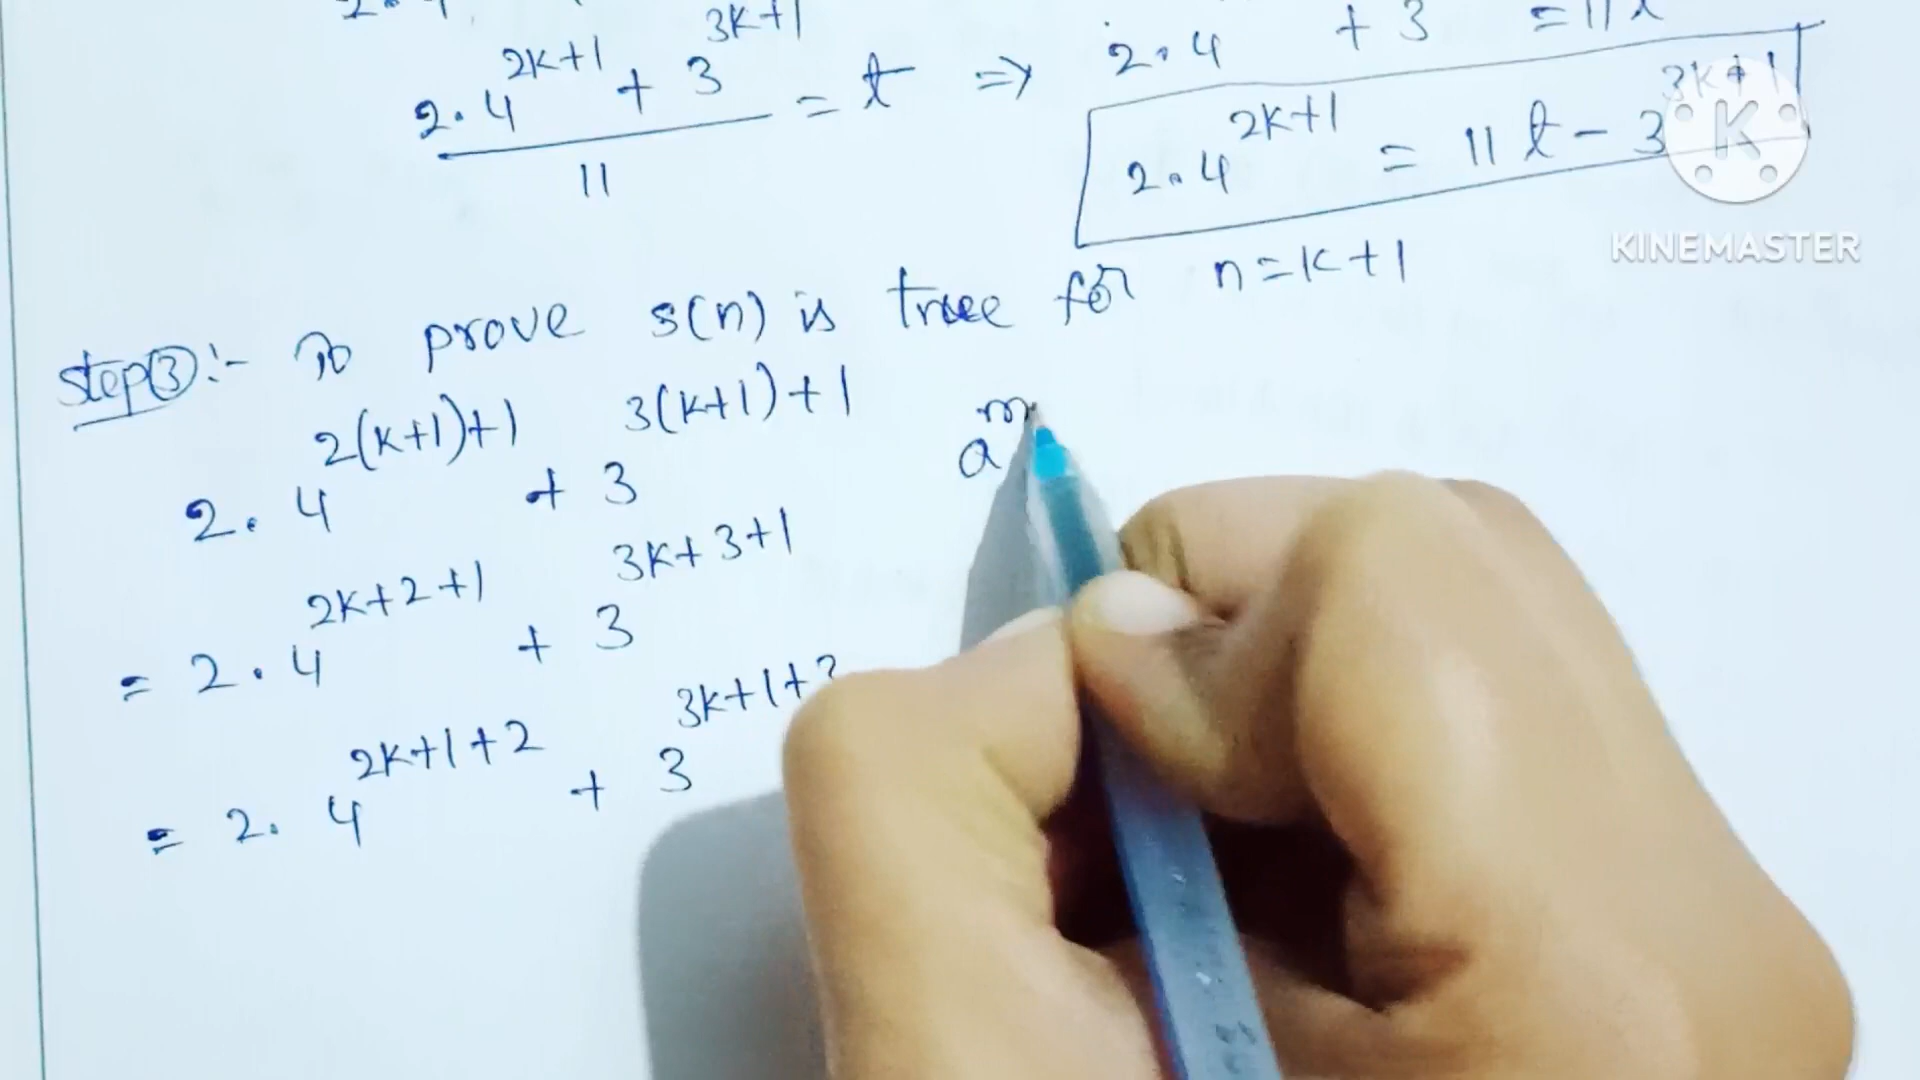 2.4 + 3 = 11t
(2.4^(2k+1) + 3^(3k+1))/11 = t ⇒ 2.4^(2k+1) = 11t - 3^(3k+1)
KINEMASTER
Step ③:- To prove s(n) is true for n=k+1
2.4^(2(k+1)+1) + 3^(3(k+1)+1)
a^m
= 2.4^(2k+2+1) + 3^(3k+3+1)
= 2.4^(2k+1+2) + 3^(3k+1+3)